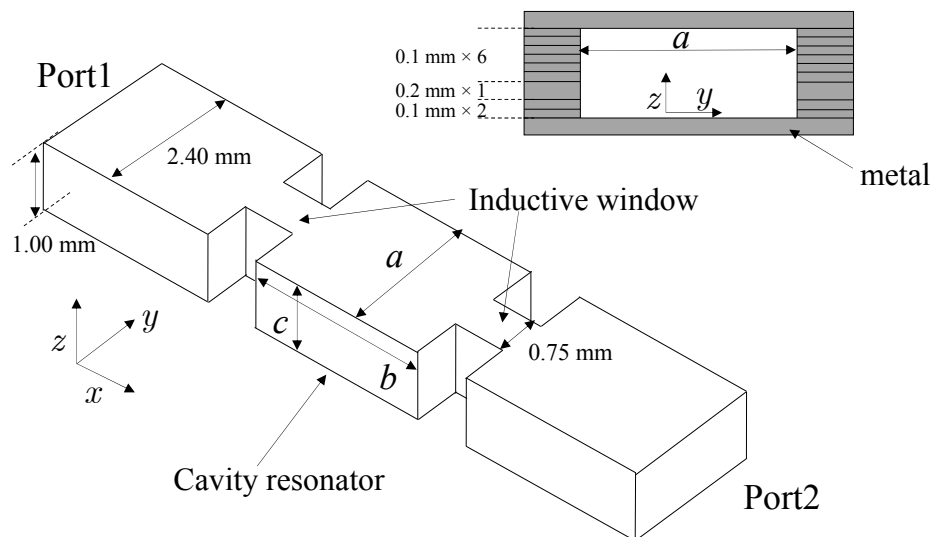 0.1 mm × 6
0.2 mm × 1
0.1 mm × 2
a
z
y
metal
Port1
2.40 mm
1.00 mm
Inductive window
a
c
b
0.75 mm
z
y
x
Cavity resonator
Port2